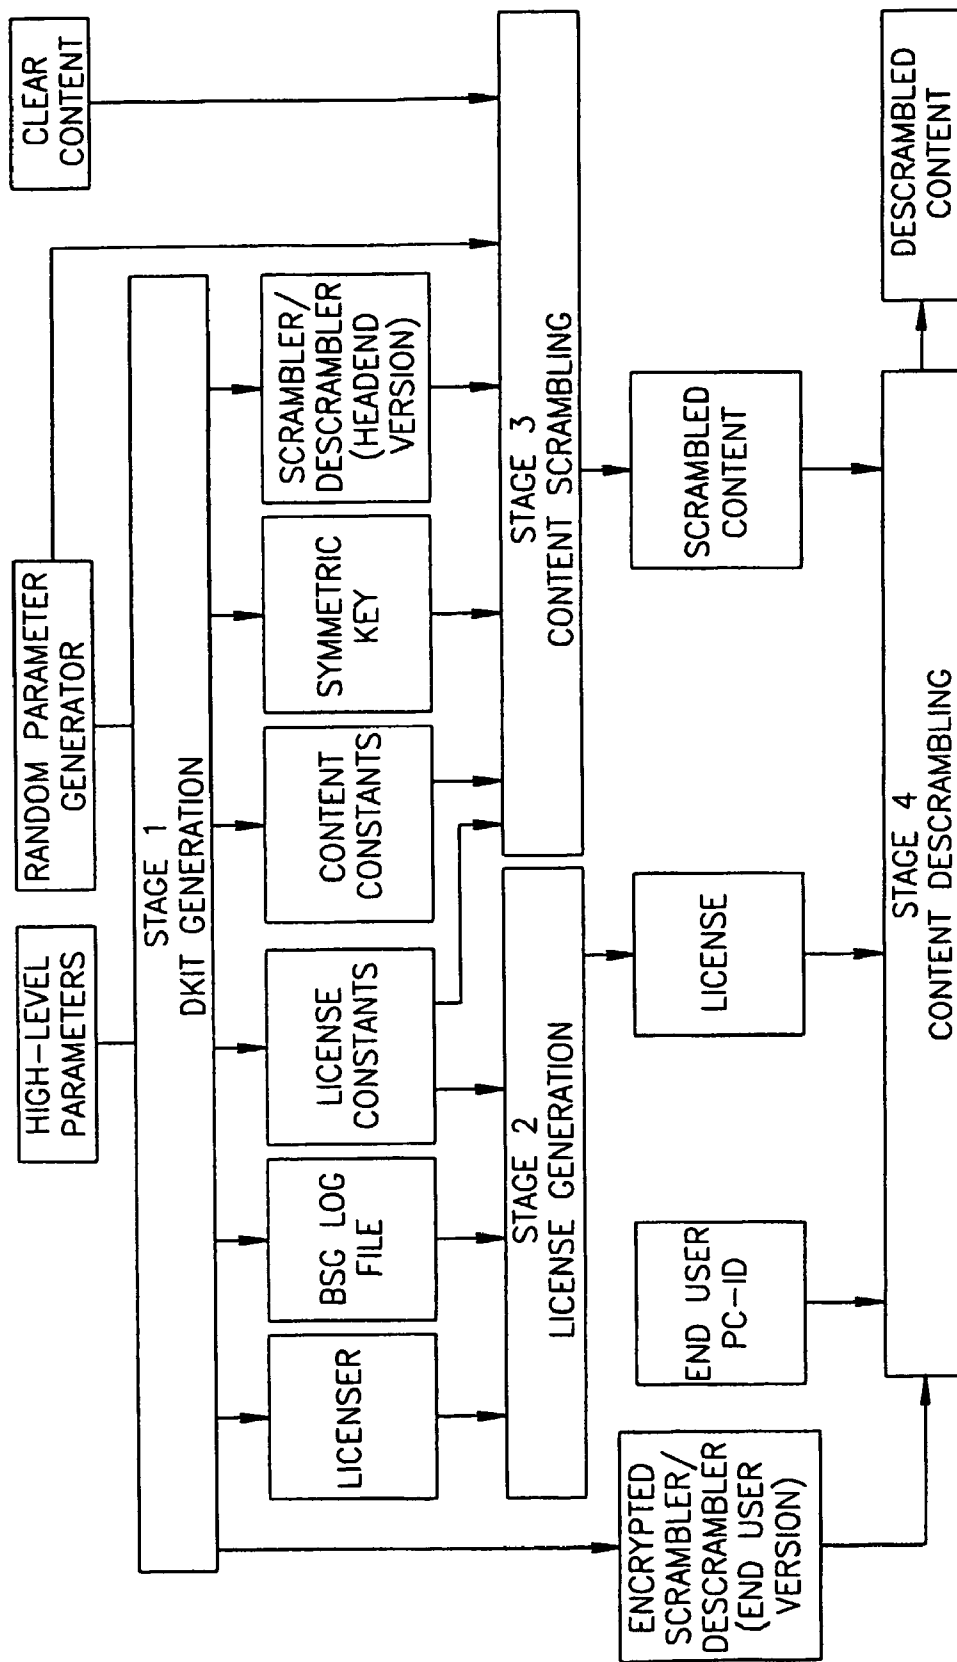 HIGH-LEVEL
PARAMETERS
RANDOM PARAMETER
GENERATOR
CLEAR
CONTENT
STAGE 1
DKIT GENERATION
LICENSER
BSG LOG
FILE
LICENSE
CONSTANTS
CONTENT
CONSTANTS
SYMMETRIC
KEY
SCRAMBLER/
DESCRAMBLER
(HEADEND
VERSION)
STAGE 2
LICENSE GENERATION
STAGE 3
CONTENT SCRAMBLING
ENCRYPTED
SCRAMBLER/
DESCRAMBLER
(END USER
VERSION)
END USER
PC-ID
LICENSE
SCRAMBLED
CONTENT
STAGE 4
CONTENT DESCRAMBLING
DESCRAMBLED
CONTENT